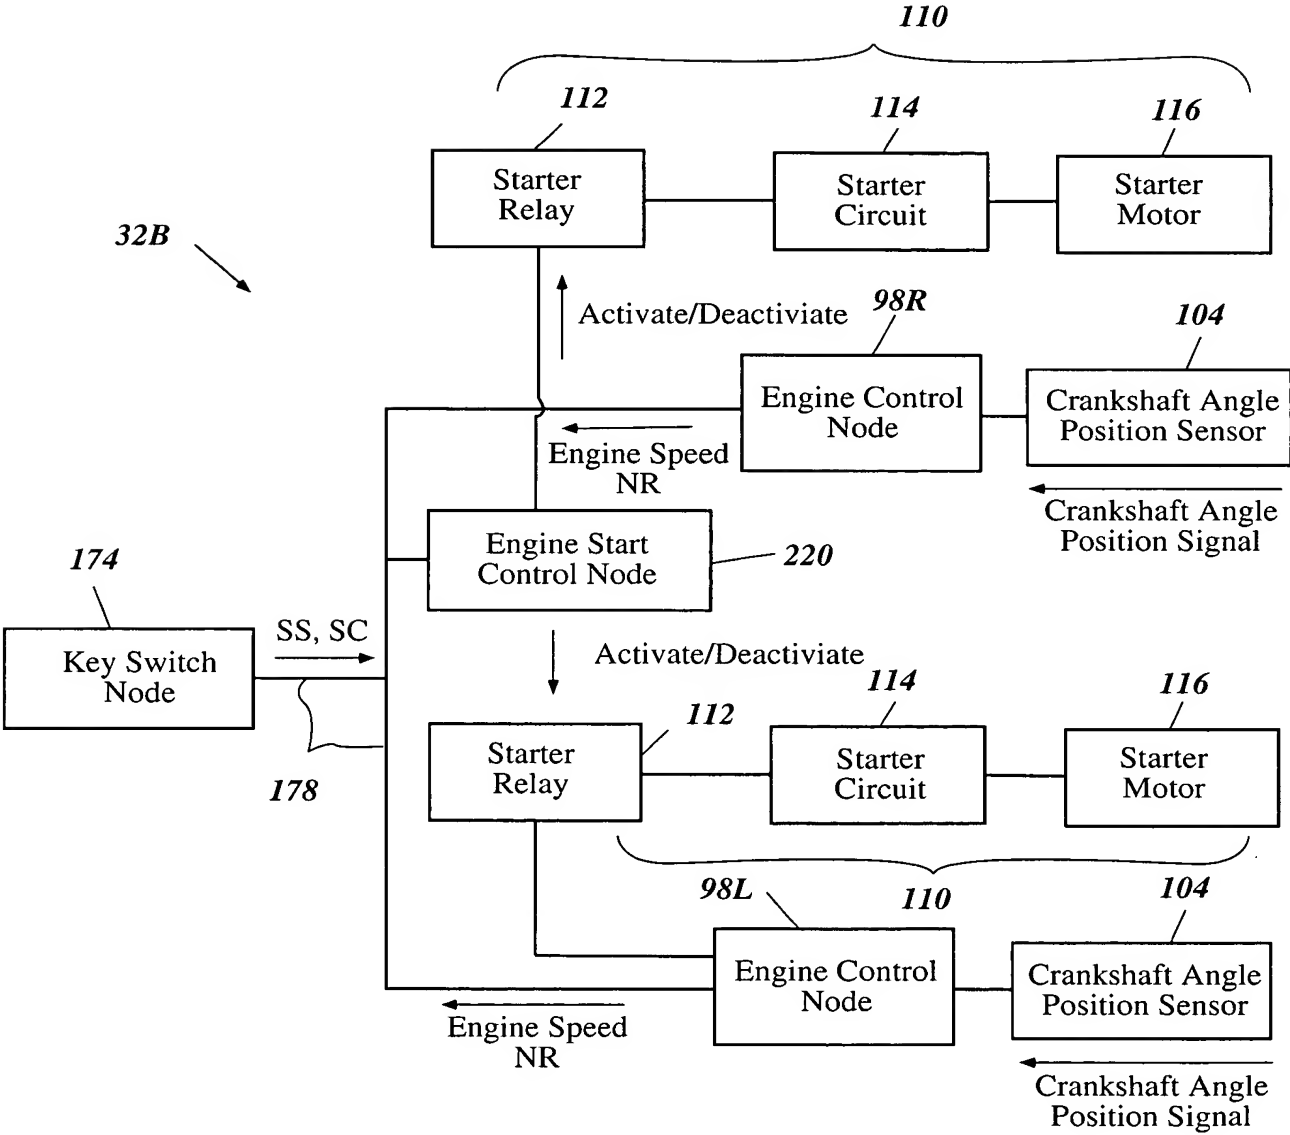 110
112
114
116
Starter
Relay
Starter
Circuit
Starter
Motor
32B
Activate/Deactiviate
98R
104
Engine Control
Node
Crankshaft Angle
Position Sensor
Engine Speed
NR
Crankshaft Angle
Position Signal
Engine Start
Control Node
220
174
SS, SC
Key Switch
Node
Activate/Deactiviate
178
112
114
116
Starter
Relay
Starter
Circuit
Starter
Motor
110
98L
104
Engine Control
Node
Crankshaft Angle
Position Sensor
Engine Speed
NR
Crankshaft Angle
Position Signal